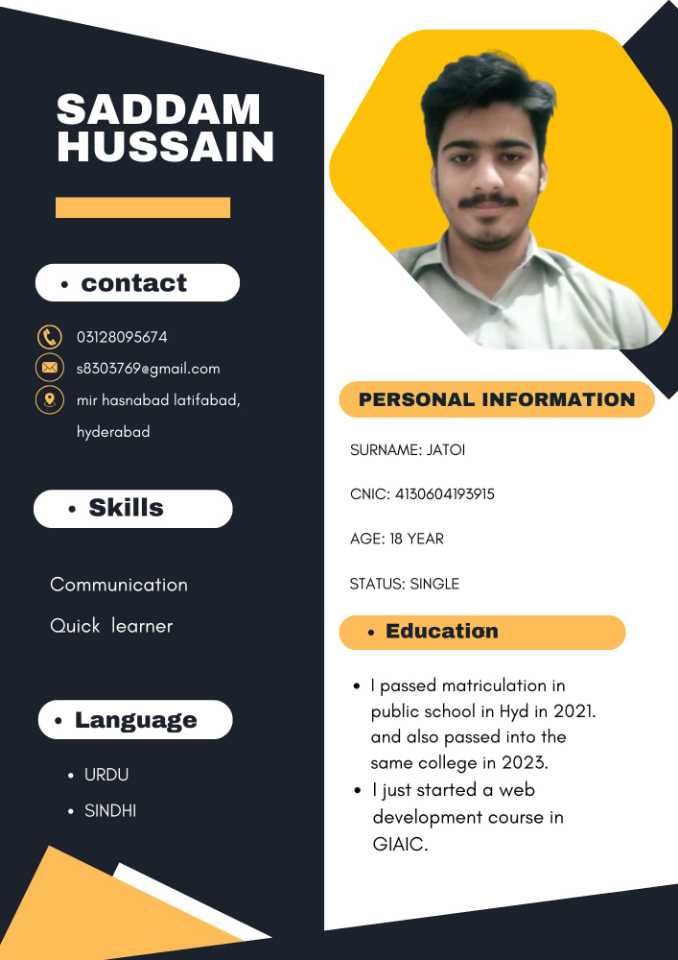 SADDAM
HUSSAIN
• contact
03128095674
s8303769@gmail.com
mir hasnabad latifabad,
hyderabad
• Skills
Communication
Quick learner
• Language
• URDU
• SINDHI
PERSONAL INFORMATION
SURNAME: JATOI
CNIC: 4130604193915
AGE: 18 YEAR
STATUS: SINGLE
• Education
• I passed matriculation in
public school in Hyd in 2021.
and also passed into the
same college in 2023.
• I just started a web
development course in
GIAIC.